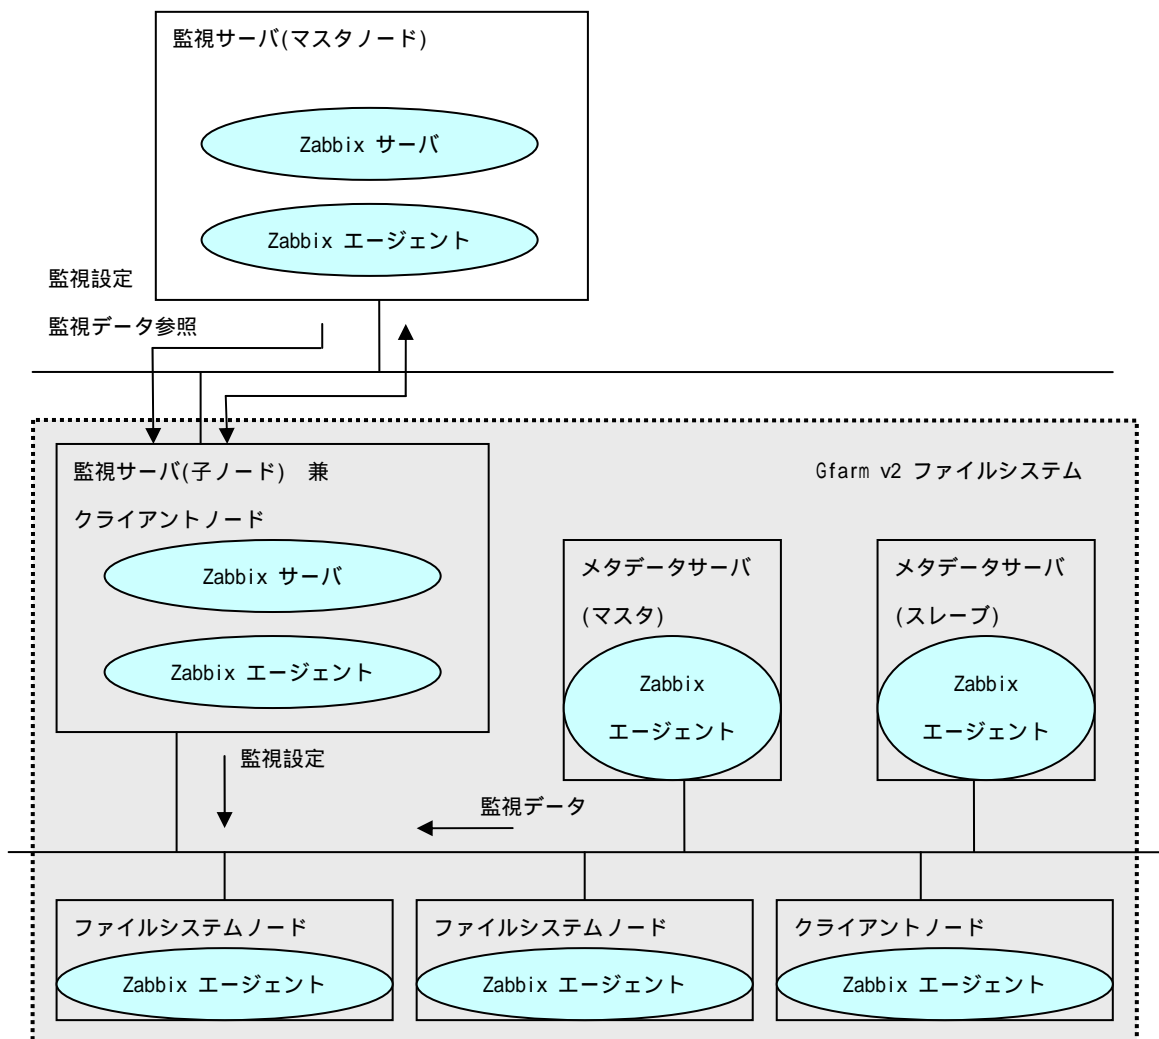 監視サーバ(マスタノード)
Zabbix サーバ
Zabbix エージェント
監視設定
監視データ参照
監視サーバ(子ノード) 兼
クライアントノード
Zabbix サーバ
Zabbix エージェント
Gfarm v2 ファイルシステム
メタデータサーバ
(マスタ)
Zabbix
エージェント
メタデータサーバ
(スレーブ)
Zabbix
エージェント
監視設定
監視データ
ファイルシステムノード
Zabbix エージェント
ファイルシステムノード
Zabbix エージェント
クライアントノード
Zabbix エージェント